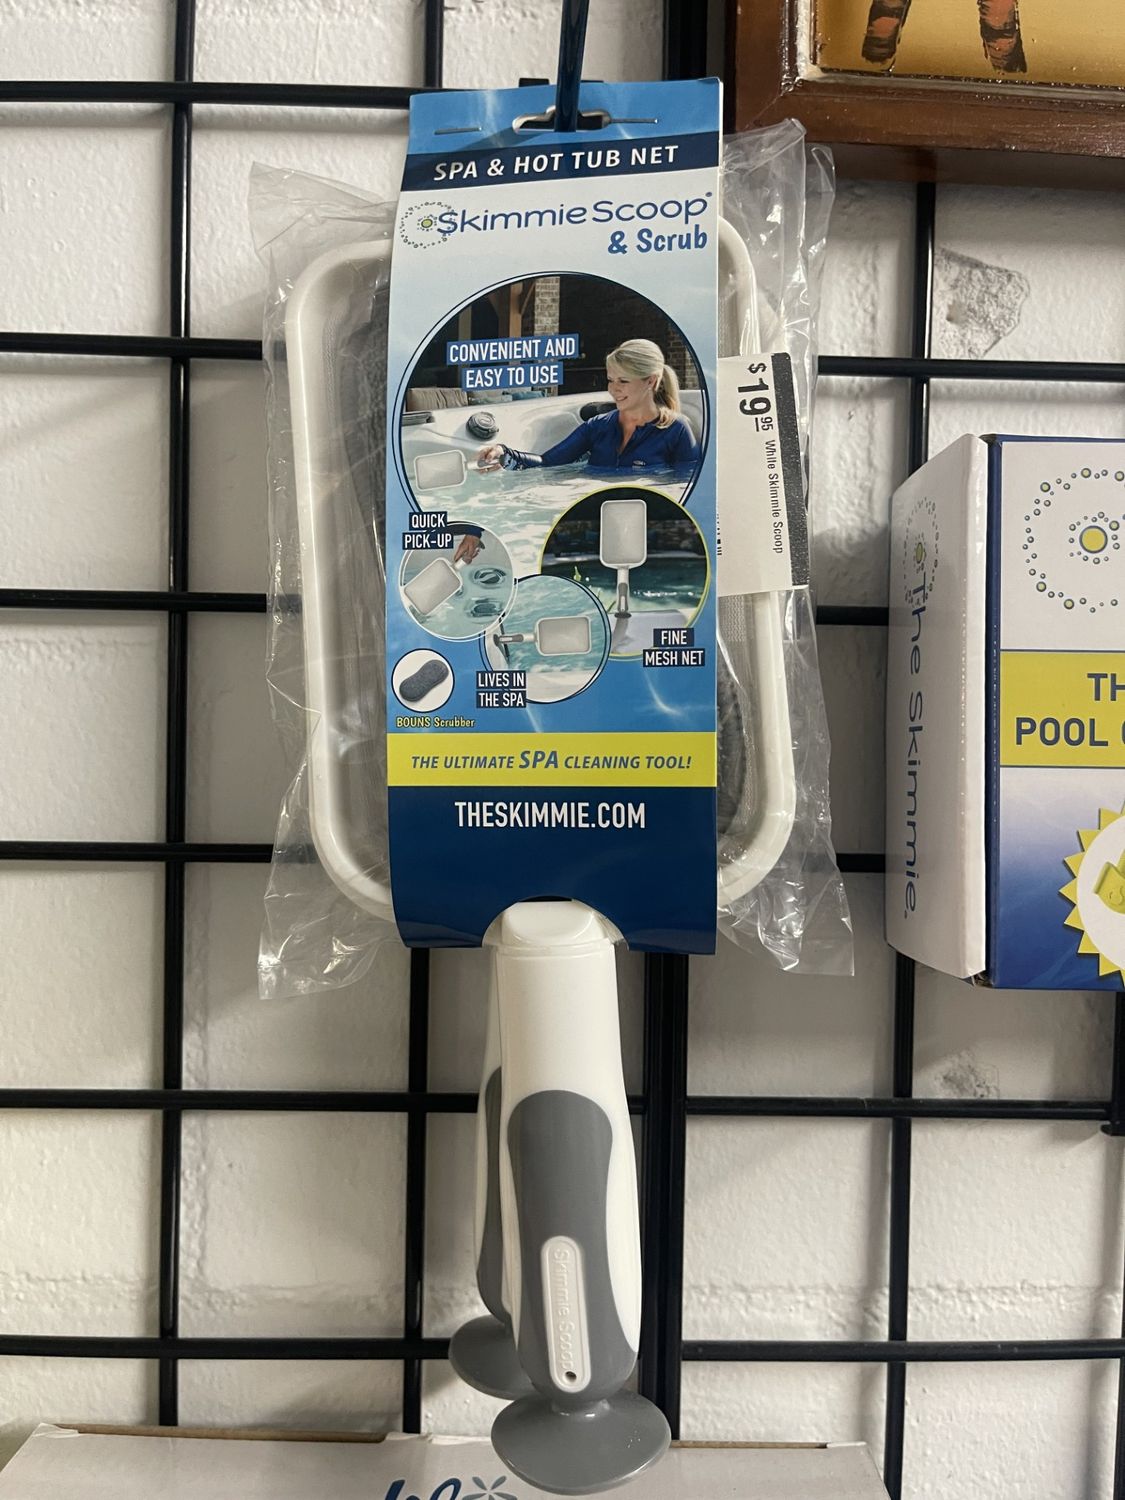 SPA & HOT TUB NET
SkimmieScoop®
& Scrub
CONVENIENT AND
EASY TO USE
QUICK
PICK-UP
FINE
MESH NET
LIVES IN
THE SPA
BOUNS Scrubber
THE ULTIMATE SPA CLEANING TOOL!
THESKIMMIE.COM
$19.95
White Skimmie Scoop
Skimmie Scoop
The Skimmie.
TH
POOL